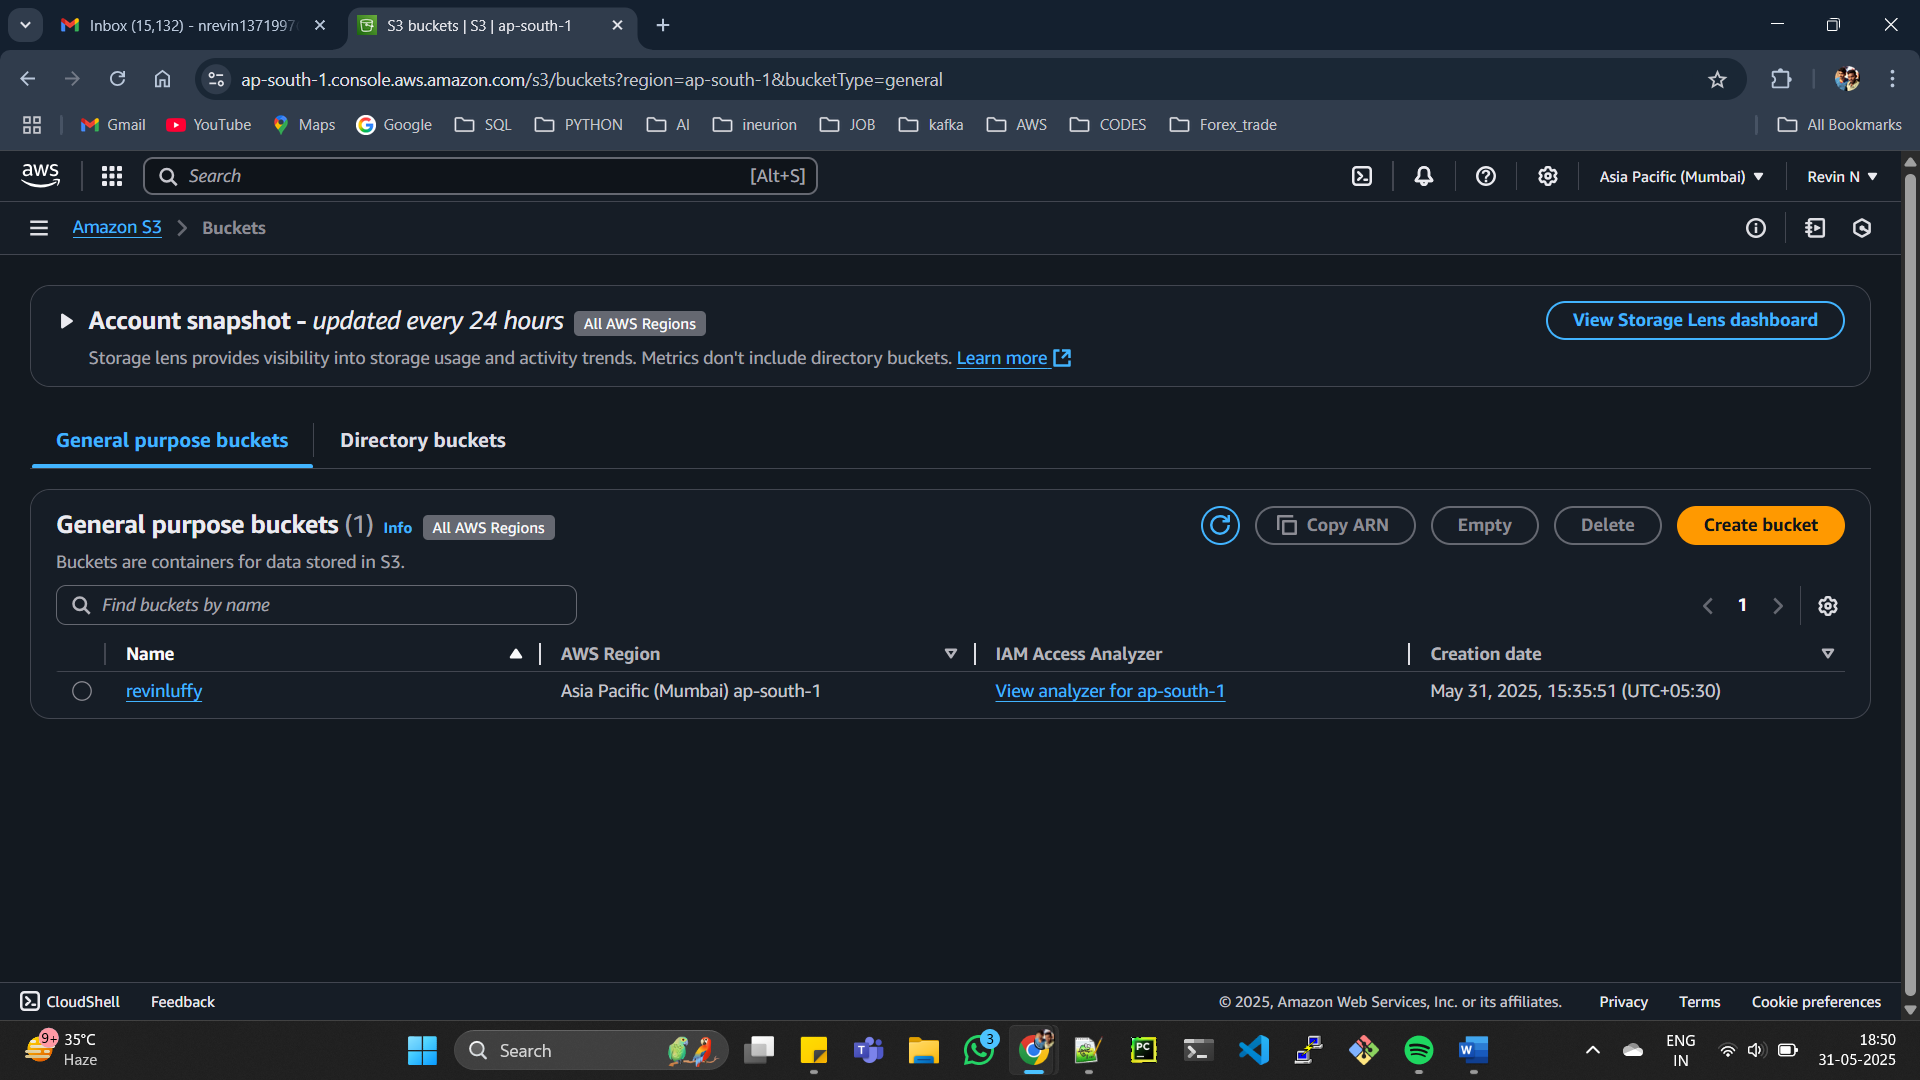 Inbox (15,132) - nrevin1371997
S3 buckets | S3 | ap-south-1
ap-south-1.console.aws.amazon.com/s3/buckets?region=ap-south-1&bucketType=general
Gmail YouTube Maps Google SQL PYTHON AI ineurion JOB kafka AWS CODES Forex_trade All Bookmarks
aws Search [Alt+S] Asia Pacific (Mumbai) Revin N
Amazon S3 Buckets
Account snapshot - updated every 24 hours All AWS Regions View Storage Lens dashboard
Storage lens provides visibility into storage usage and activity trends. Metrics don't include directory buckets. Learn more
General purpose buckets Directory buckets
General purpose buckets (1) Info All AWS Regions Copy ARN Empty Delete Create bucket
Buckets are containers for data stored in S3.
Find buckets by name 1
Name AWS Region IAM Access Analyzer Creation date
revinluffy Asia Pacific (Mumbai) ap-south-1 View analyzer for ap-south-1 May 31, 2025, 15:35:51 (UTC+05:30)
CloudShell Feedback © 2025, Amazon Web Services, Inc. or its affiliates. Privacy Terms Cookie preferences
9+ 35°C
Haze
Search
3
ENG
IN
18:50
31-05-2025